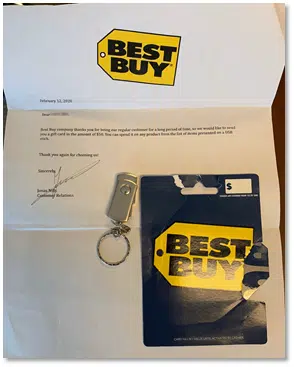 BEST
BUY
February 12, 2020
Dear
Best Buy company thanks you for being our regular customer for a long period of time, so we would like to send
you a gift card in the amount of $50. You can spend it on any product from the list of items presented on a USB
stick.
Thank you again for choosing us!
Sincerely,
Customer Relations
$
BEST
BUY